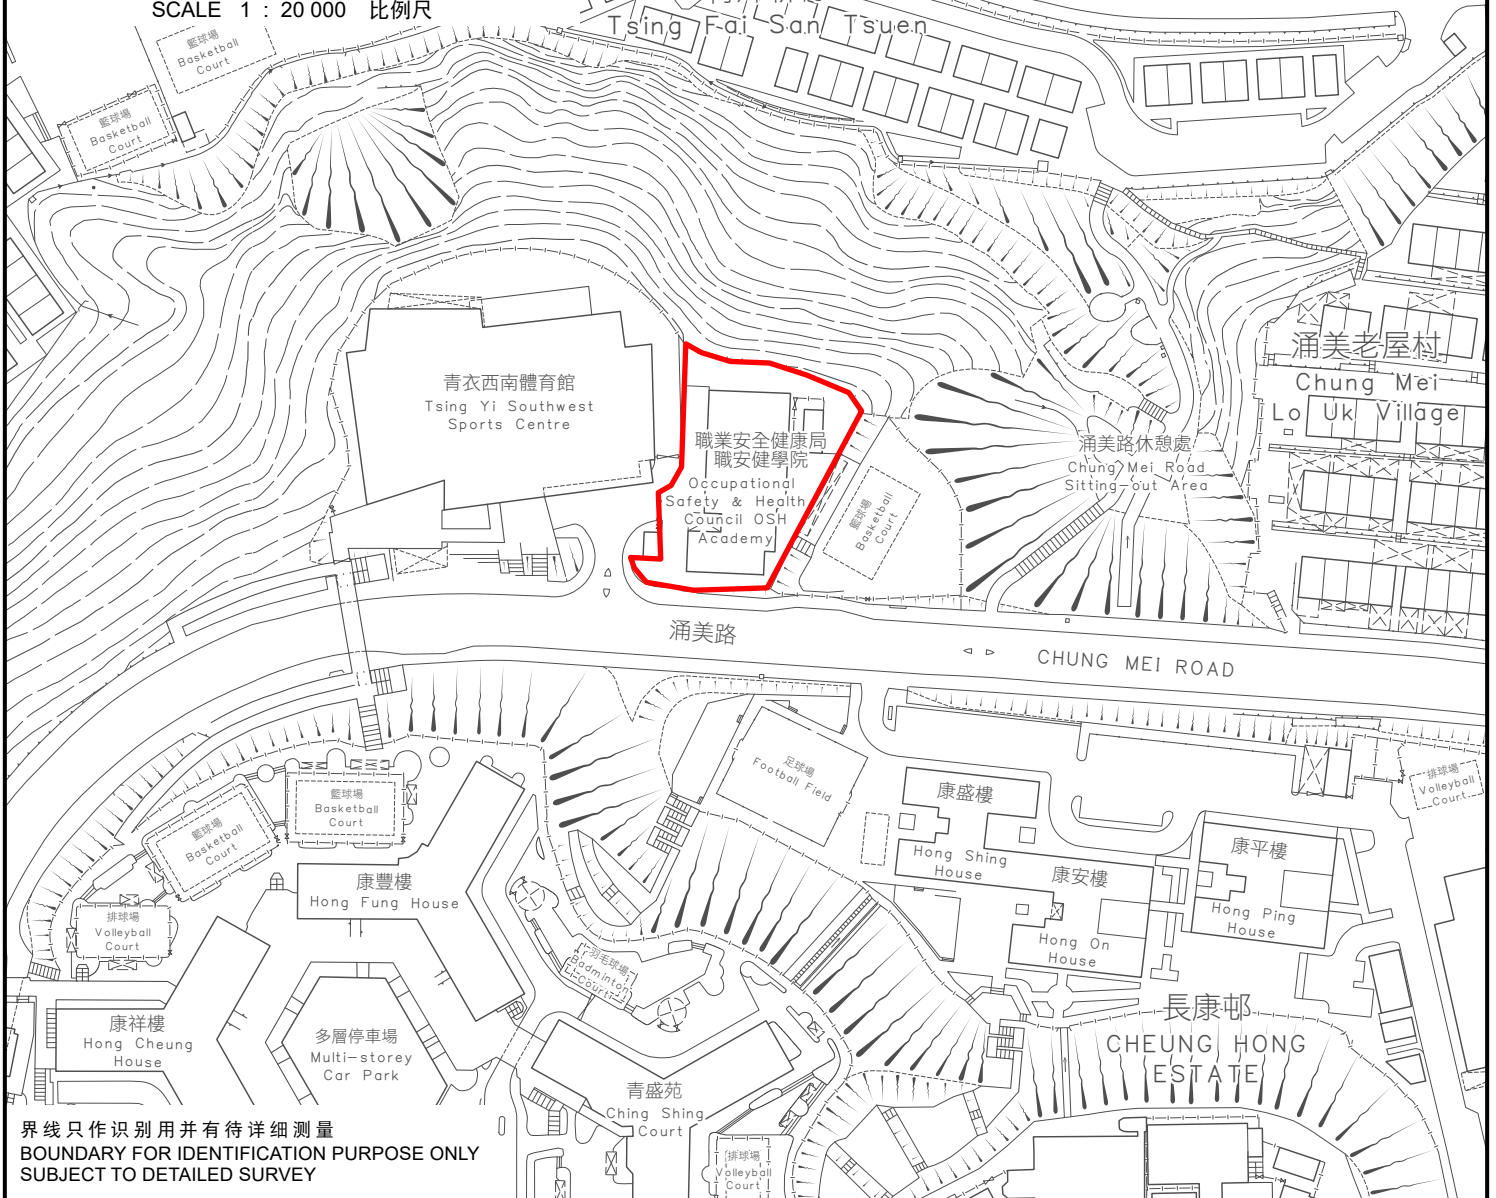 SCALE 1 : 20 000 比例尺
Tsing Fai San Tsuen
籃球場
Basketball
Court
籃球場
Basketball
Court
青衣西南體育館
Tsing Yi Southwest
Sports Centre
職業安全健康局
職安健學院
Occupational
Safety & Health
Council OSH
Academy
籃球場
Basketball
Court
涌美路休憩處
Chung Mei Road
Sitting-out Area
涌美老屋村
Chung Mei
Lo Uk Village
涌美路
CHUNG MEI ROAD
足球場
Football Field
籃球場
Basketball
Court
籃球場
Basketball
Court
排球場
Volleyball
Court
康豐樓
Hong Fung House
康盛樓
Hong Shing
House
康安樓
Hong On
House
康平樓
Hong Ping
House
排球場
Volleyball
Court
羽毛球場
Badminton
Court
康祥樓
Hong Cheung
House
多層停車場
Multi-storey
Car Park
青盛苑
Ching Shing
Court
排球場
Volleyball
Court
長康邨
CHEUNG HONG
ESTATE
界线只作识别用并有待详细测量
BOUNDARY FOR IDENTIFICATION PURPOSE ONLY
SUBJECT TO DETAILED SURVEY